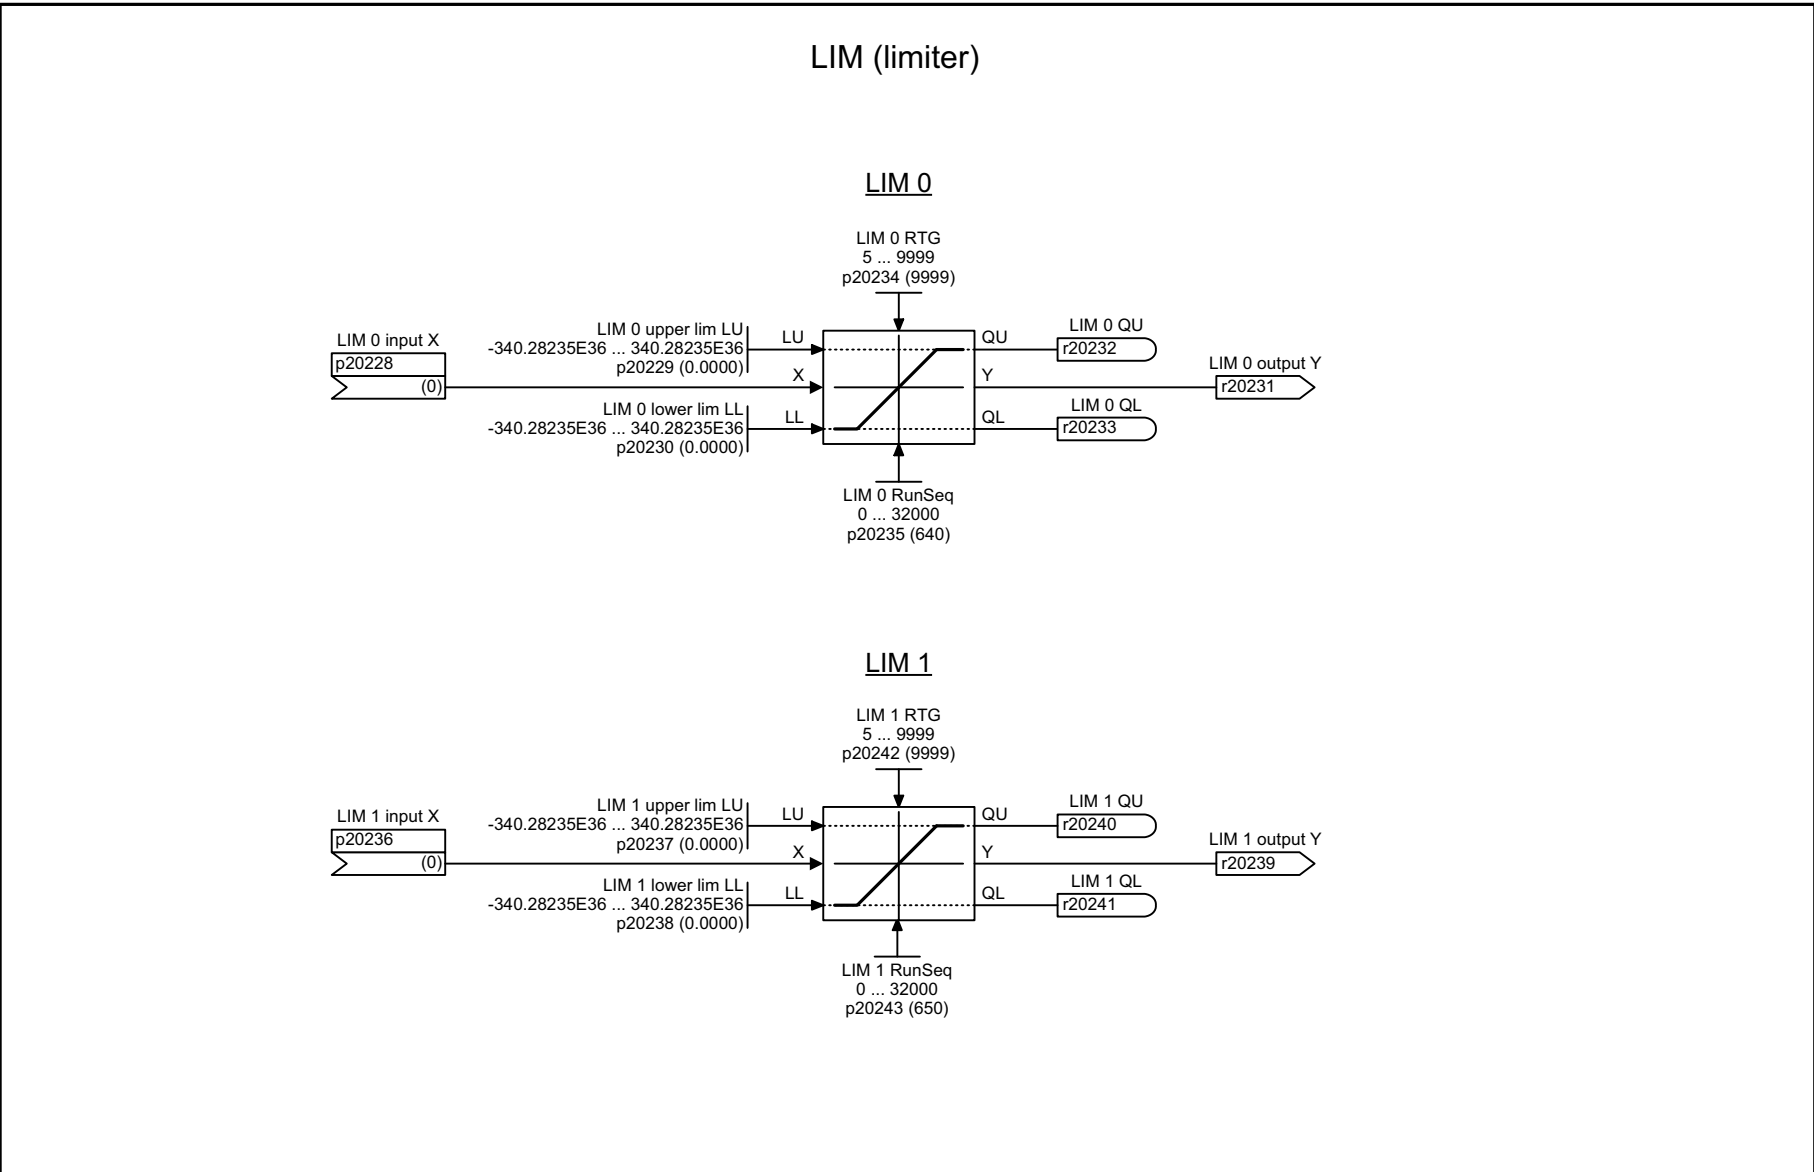 LIM (limiter)
LIM 0
LIM 0 RTG
5 ... 9999
p20234 (9999)
LIM 0 input X
p20228
(0)
LIM 0 upper lim LU
-340.28235E36 ... 340.28235E36
p20229 (0.0000)
LIM 0 lower lim LL
-340.28235E36 ... 340.28235E36
p20230 (0.0000)
LU
X
LL
QU
Y
QL
LIM 0 QU
r20232
LIM 0 output Y
r20231
LIM 0 QL
r20233
LIM 0 RunSeq
0 ... 32000
p20235 (640)
LIM 1
LIM 1 RTG
5 ... 9999
p20242 (9999)
LIM 1 input X
p20236
(0)
LIM 1 upper lim LU
-340.28235E36 ... 340.28235E36
p20237 (0.0000)
LIM 1 lower lim LL
-340.28235E36 ... 340.28235E36
p20238 (0.0000)
LU
X
LL
QU
Y
QL
LIM 1 QU
r20240
LIM 1 output Y
r20239
LIM 1 QL
r20241
LIM 1 RunSeq
0 ... 32000
p20243 (650)